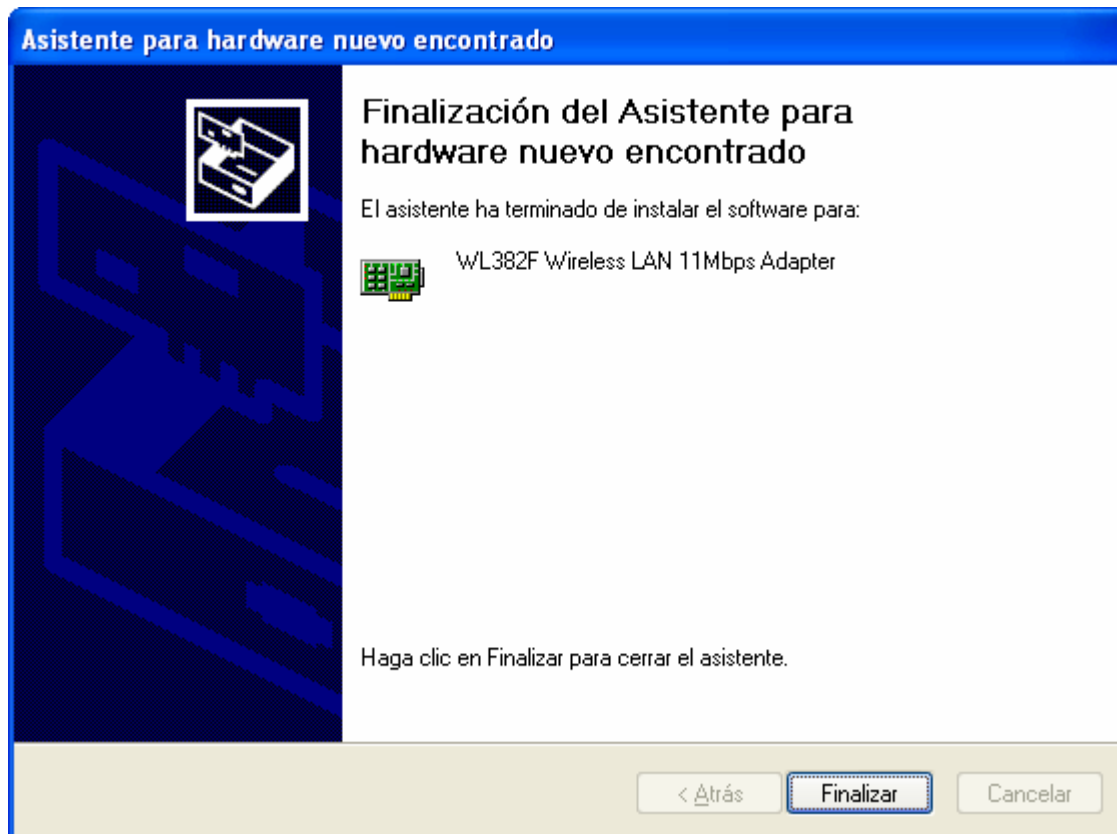 Asistente para hardware nuevo encontrado
Finalización del Asistente para
hardware nuevo encontrado
El asistente ha terminado de instalar el software para:
WL382F Wireless LAN 11Mbps Adapter
Haga clic en Finalizar para cerrar el asistente.
< Atrás Finalizar Cancelar